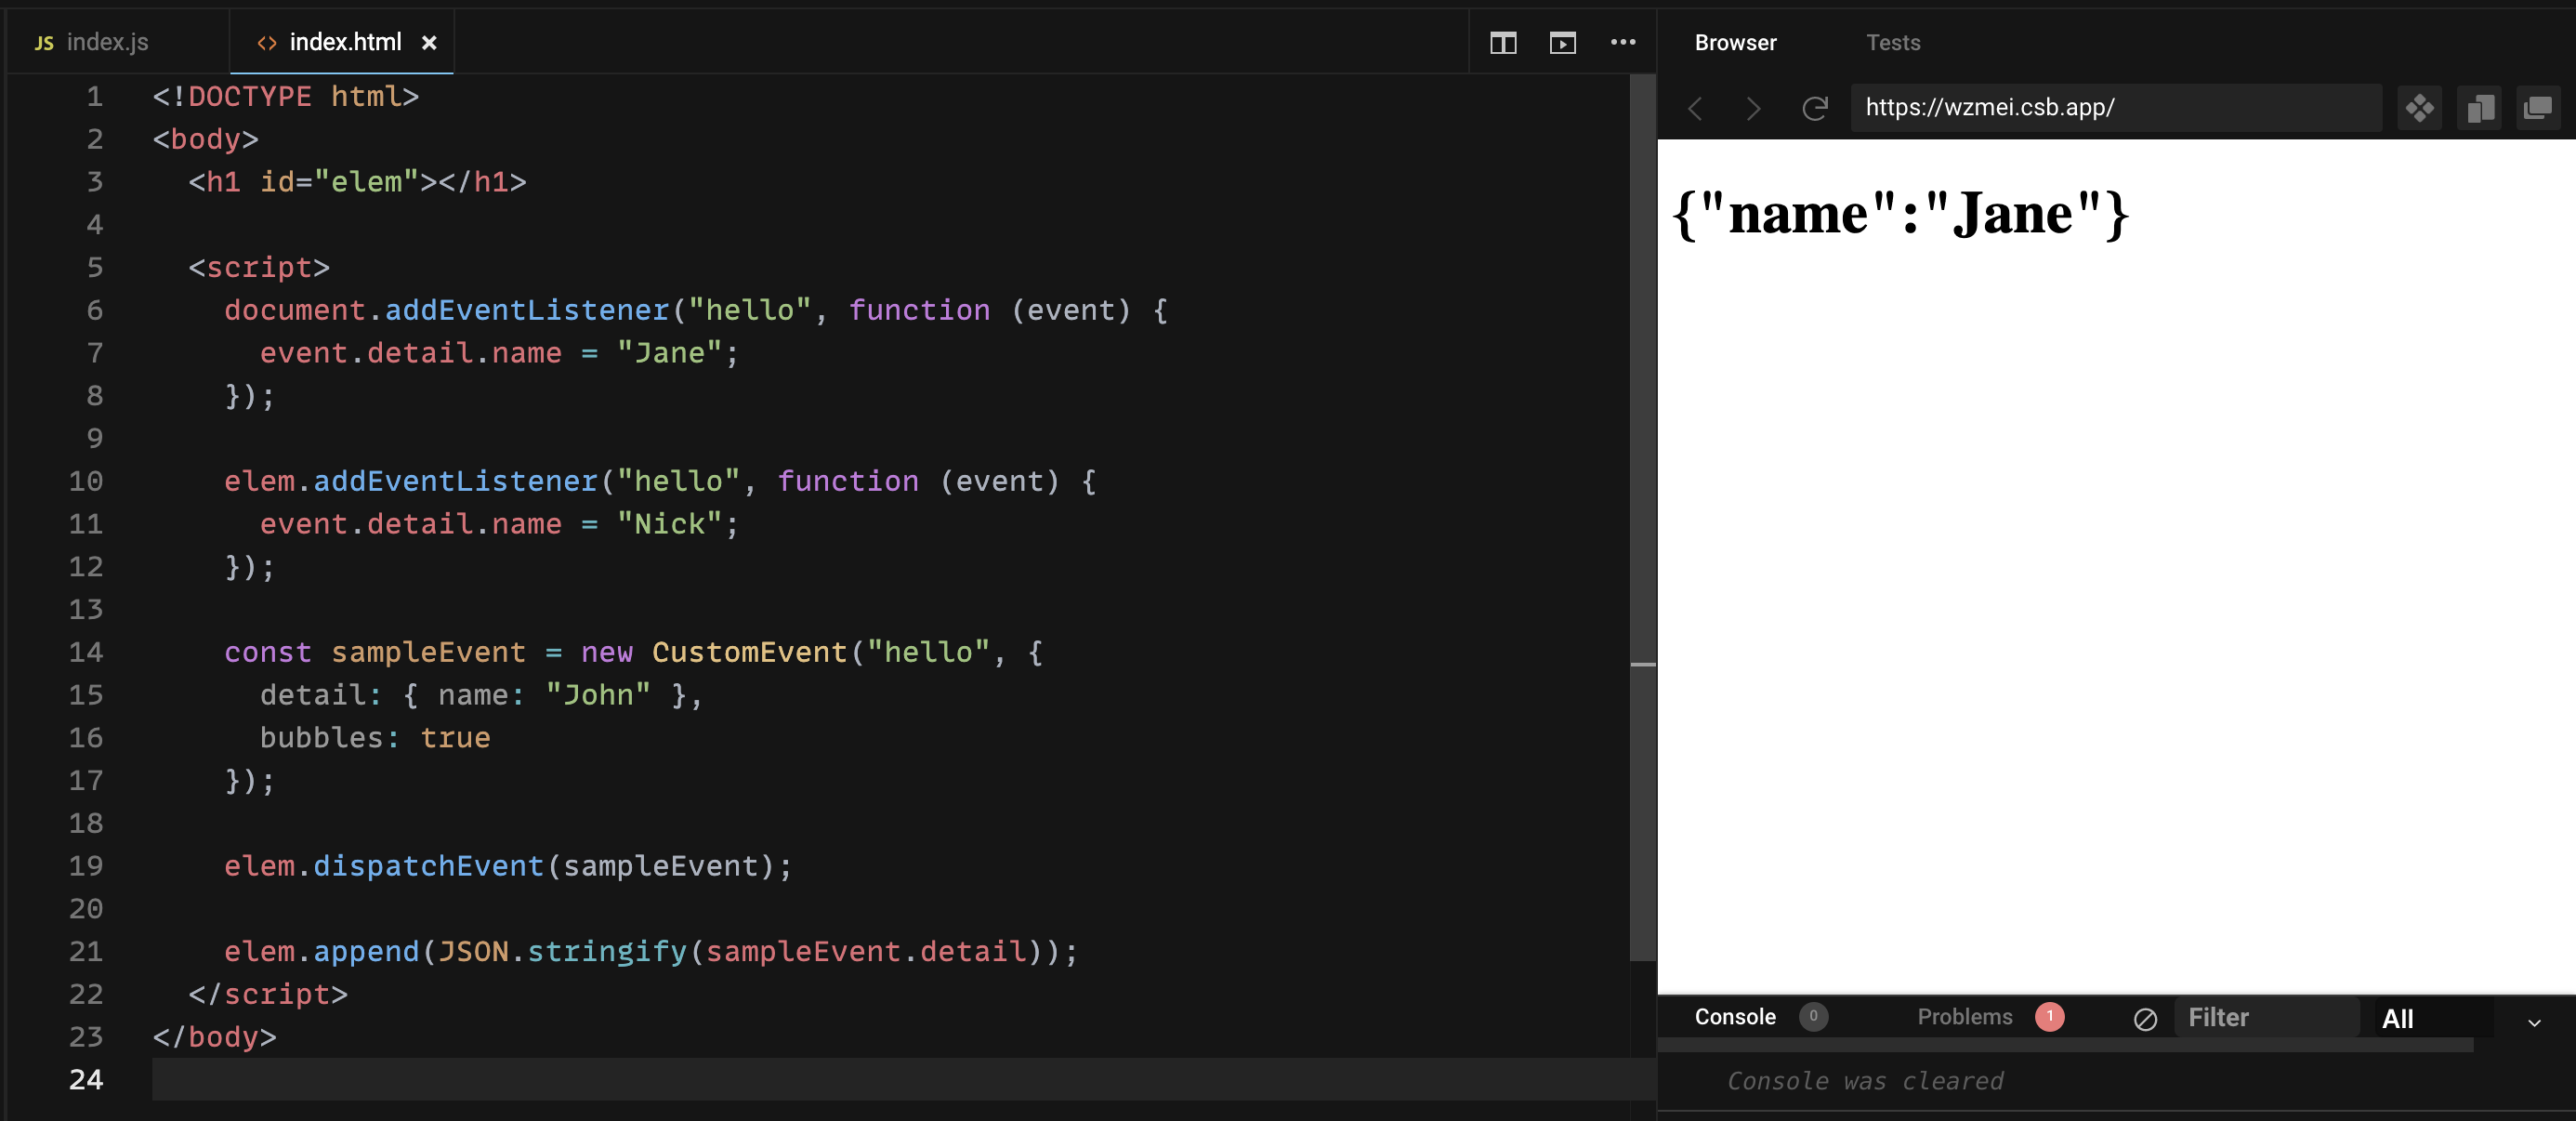 JS index.js
<> index.html ×
1 <!DOCTYPE html>
2 <body>
3   <h1 id="elem"></h1>
4
5   <script>
6     document.addEventListener("hello", function (event) {
7       event.detail.name = "Jane";
8     });
9
10     elem.addEventListener("hello", function (event) {
11       event.detail.name = "Nick";
12     });
13
14     const sampleEvent = new CustomEvent("hello", {
15       detail: { name: "John" },
16       bubbles: true
17     });
18
19     elem.dispatchEvent(sampleEvent);
20
21     elem.append(JSON.stringify(sampleEvent.detail));
22   </script>
23 </body>
24
Browser Tests
https://wzmei.csb.app/
{"name":"Jane"}
Console 0 Problems 1 Filter All
Console was cleared